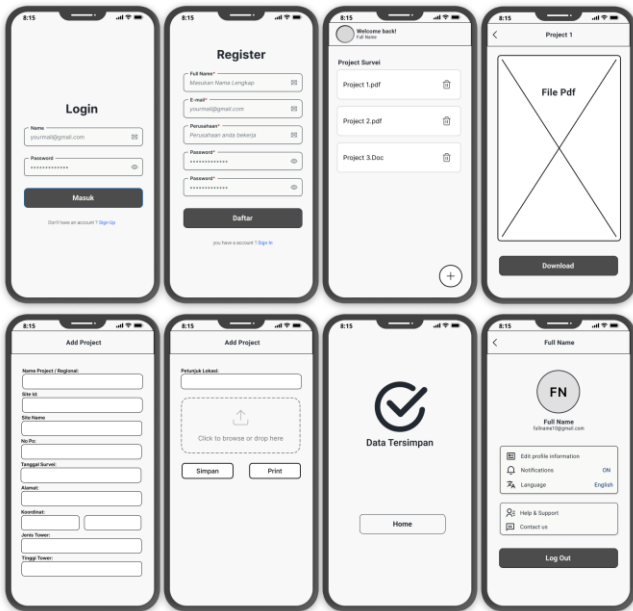 8:15
Login
Name
yourmail@gmail.com
Password
Masuk
Don't have an account ? Sign Up
8:15
Register
Full Name*
Masukan Nama Lengkap
E-mail*
yourmail@gmail.com
Perusahaan*
Perusahaan anda bekerja
Password*
Password*
Daftar
you have a account ? Sign In
8:15
Welcome back!
Full Name
Project Survei
Project 1.pdf
Project 2.pdf
Project 3.Doc
8:15
Project 1
File Pdf
Download
8:15
Add Project
Name Project / Regional:
Site Id:
Site Name
No Po:
Tanggal Survei:
Alamat:
Koordinat:
Jenis Tower:
Tinggi Tower:
8:15
Add Project
Petunjuk Lokasi:
Click to browse or drop here
Simpan Print
8:15
Data Tersimpan
Home
8:15
Full Name
FN
Full Name
Edit profile information
Notifications ON
Language English
Help & Support
Contact us
Log Out